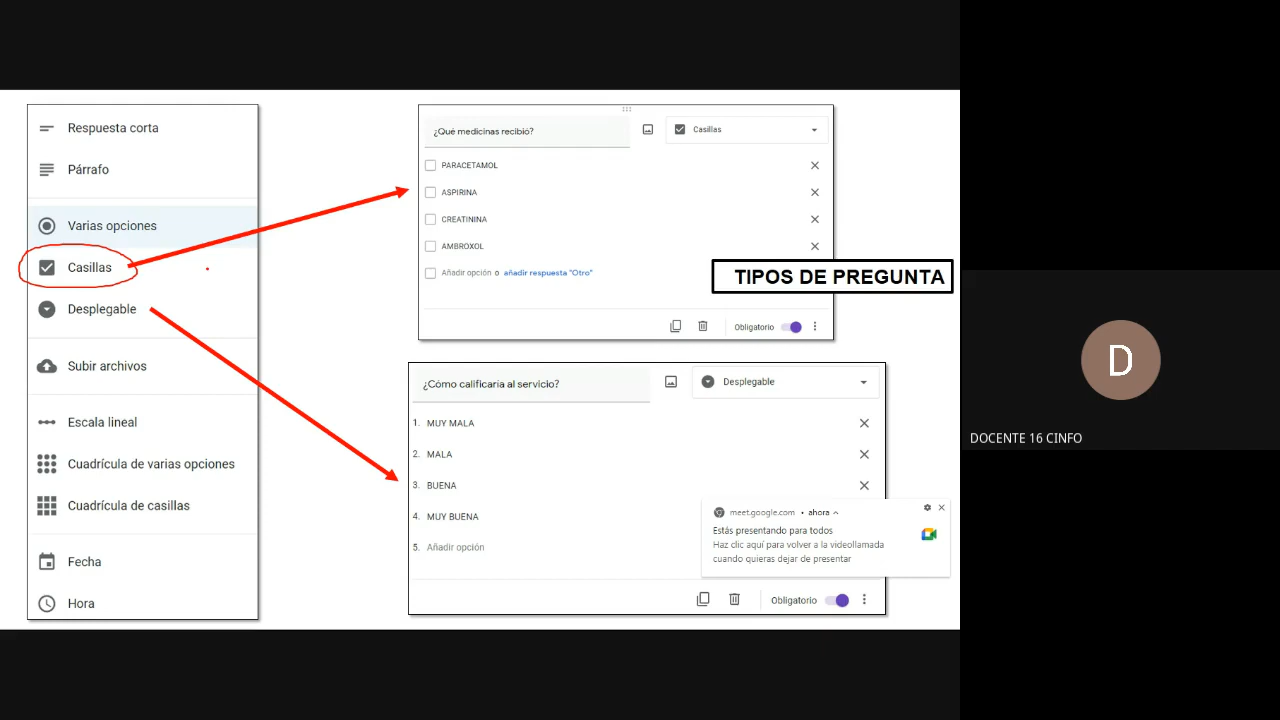 Respuesta corta
Párrafo
Varias opciones
Casillas
Desplegable
Subir archivos
Escala lineal
Cuadrícula de varias opciones
Cuadrícula de casillas
Fecha
Hora
¿Qué medicinas recibió?
Casillas
PARACETAMOL
ASPIRINA
CREATININA
AMBROXOL
Añadir opción o añadir respuesta "Otro"
Obligatorio
TIPOS DE PREGUNTA
¿Cómo calificaria al servicio?
Desplegable
1. MUY MALA
2. MALA
3. BUENA
4. MUY BUENA
5. Añadir opción
Obligatorio
meet.google.com • ahora
Estás presentando para todos
Haz clic aquí para volver a la videollamada
cuando quieras dejar de presentar
D
DOCENTE 16 CINFO